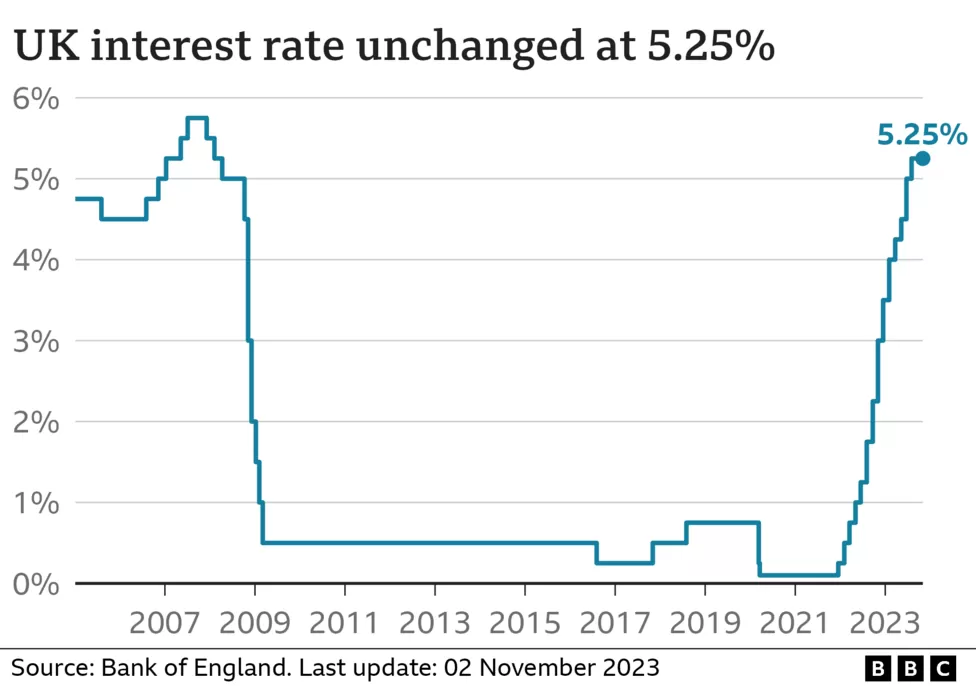 UK interest rate unchanged at 5.25%
6%
5.25%
5%
4%
3%
2%
1%
0%
2007 2009 2011 2013 2015 2017 2019 2021 2023
Source: Bank of England. Last update: 02 November 2023
BBC